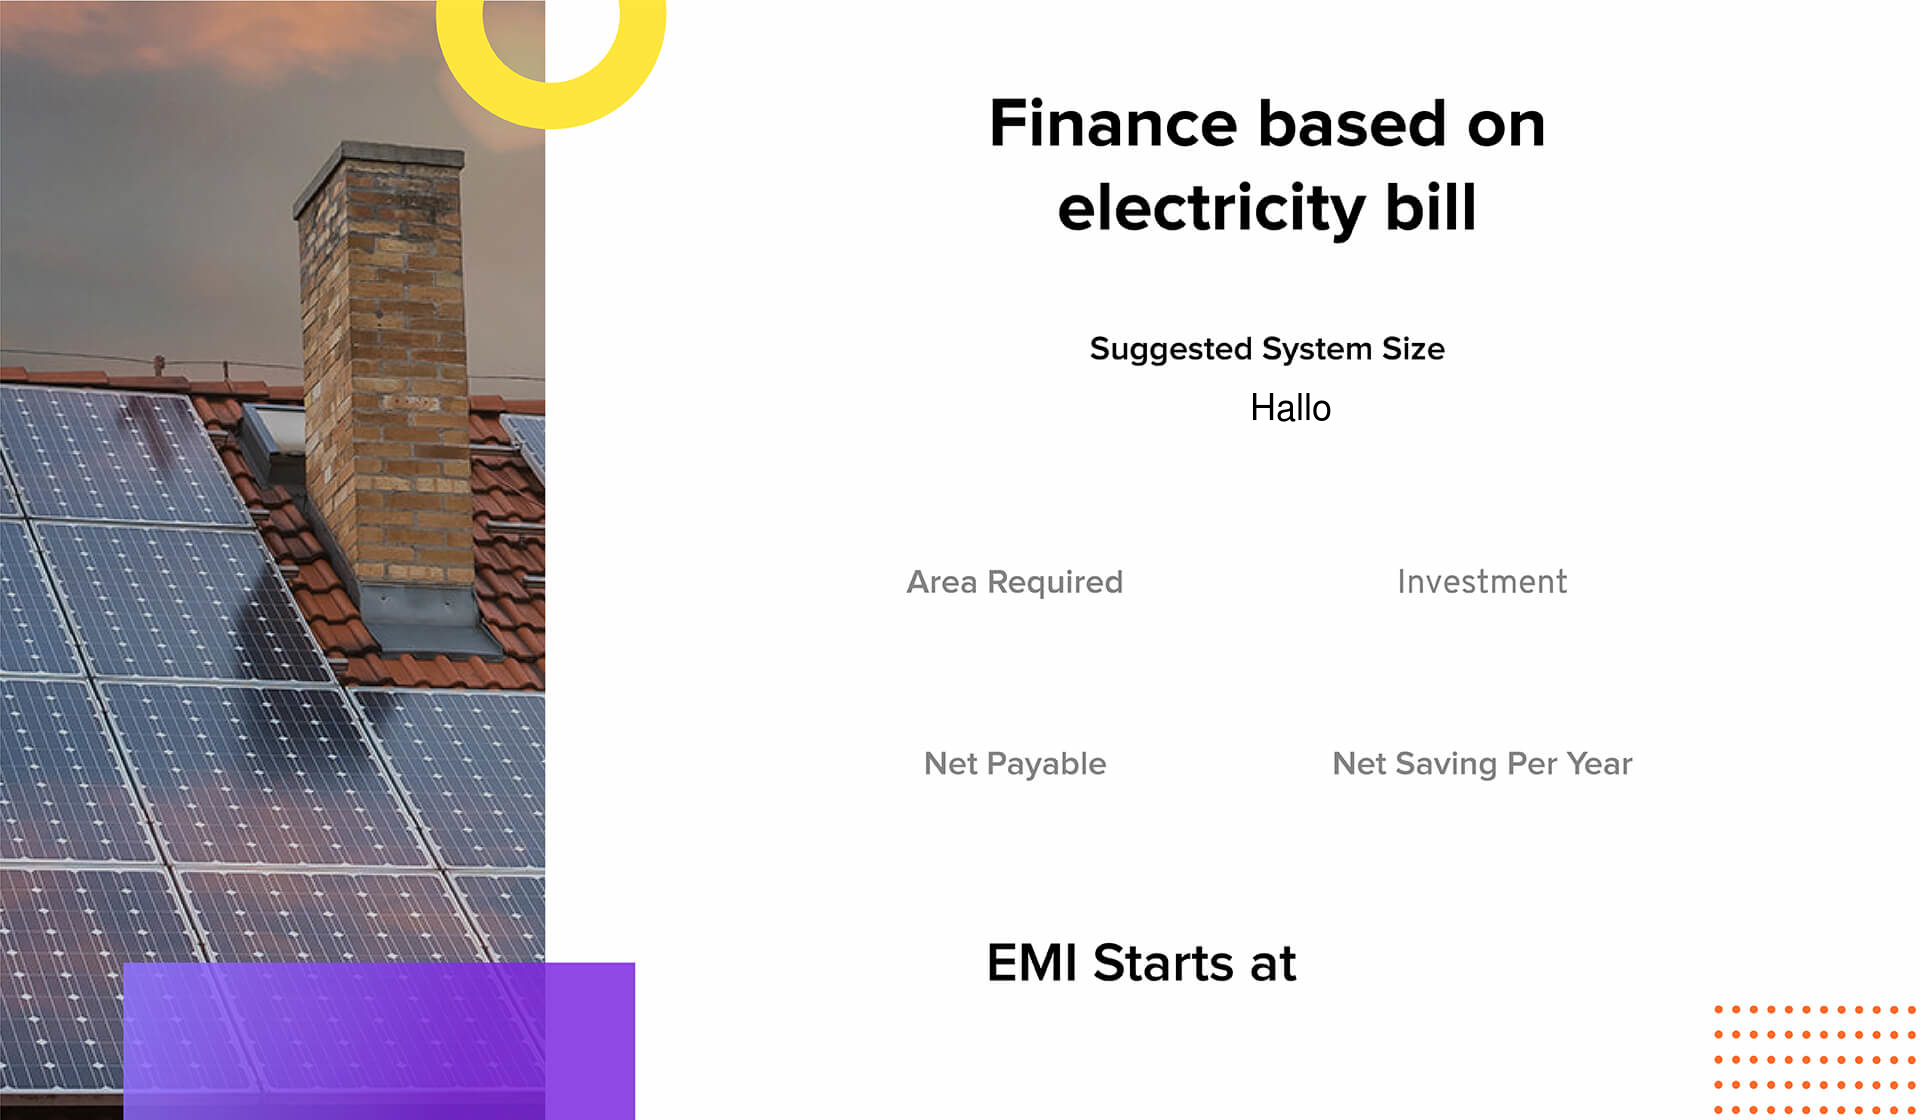 Finance based on
electricity bill
Suggested System Size
Hallo
Area Required
Investment
Net Payable
Net Saving Per Year
EMI Starts at